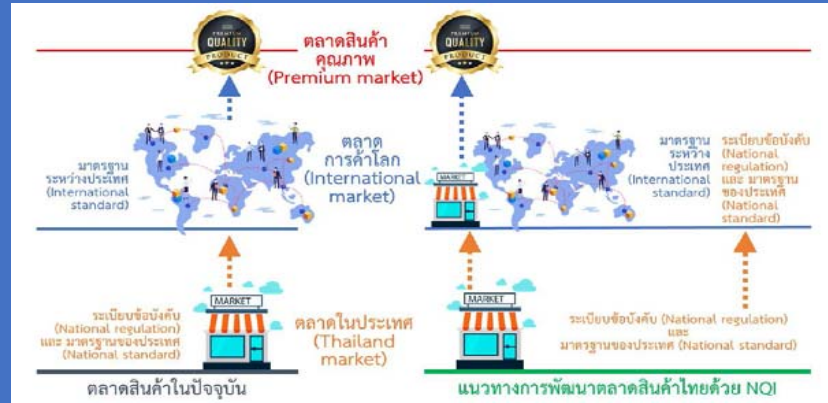 PREMIUM
QUALITY
PRODUCT
ตลาดสินค้า
คุณภาพ
(Premium market)
PREMIUM
QUALITY
PRODUCT
มาตรฐาน
ระหว่างประเทศ
(International
standard)
ตลาด
การค้าโลก
(International
market)
MARKET
มาตรฐาน
ระหว่าง
ประเทศ
(International
standard)
ระเบียบข้อบังคับ
(National
regulation)
และ มาตรฐาน
ของประเทศ
(National
standard)
ระเบียบข้อบังคับ
(National regulation)
และ มาตรฐานของประเทศ
(National standard)
MARKET
ตลาดในประเทศ
(Thailand
market)
MARKET
ระเบียบข้อบังคับ (National regulation)
และ
มาตรฐานของประเทศ (National standard)
ตลาดสินค้าในปัจจุบัน
แนวทางการพัฒนาตลาดสินค้าไทยด้วย NQI